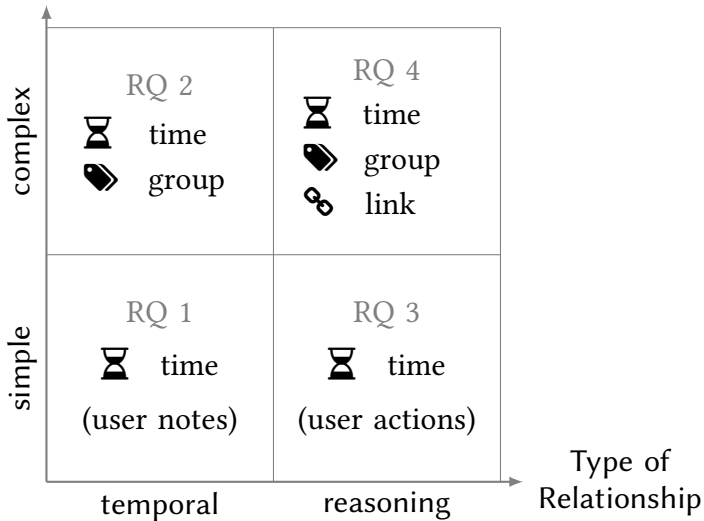 complex
RQ 2
time
group
RQ 4
time
group
link
simple
RQ 1
time
(user notes)
RQ 3
time
(user actions)
temporal
reasoning
Type of
Relationship